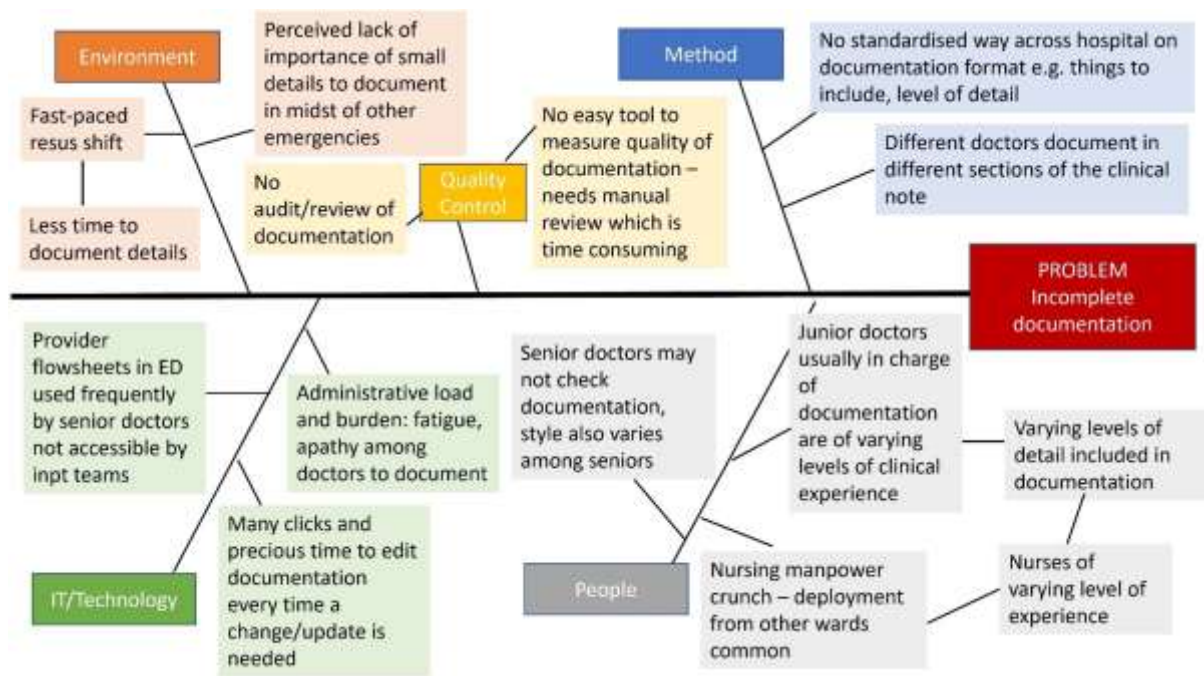 Environment
Perceived lack of
importance of small
details to document
in midst of other
emergencies
Fast-paced
resus shift
Less time to
document details
No
audit/review of
documentation
Quality
Control
No easy tool to
measure quality of
documentation –
needs manual
review which is
time consuming
Method
No standardised way across hospital on
documentation format e.g. things to
include, level of detail
Different doctors document in
different sections of the clinical
note
PROBLEM
Incomplete
documentation
Provider
flowsheets in ED
used frequently
by senior doctors
not accessible by
inpt teams
Administrative load
and burden: fatigue,
apathy among
doctors to document
Many clicks and
precious time to edit
documentation
every time a
change/update is
needed
IT/Technology
Senior doctors may
not check
documentation,
style also varies
among seniors
Junior doctors
usually in charge
of
documentation
are of varying
levels of clinical
experience
Varying levels of
detail included in
documentation
Nurses of
varying level of
experience
Nursing manpower
crunch – deployment
from other wards
common
People